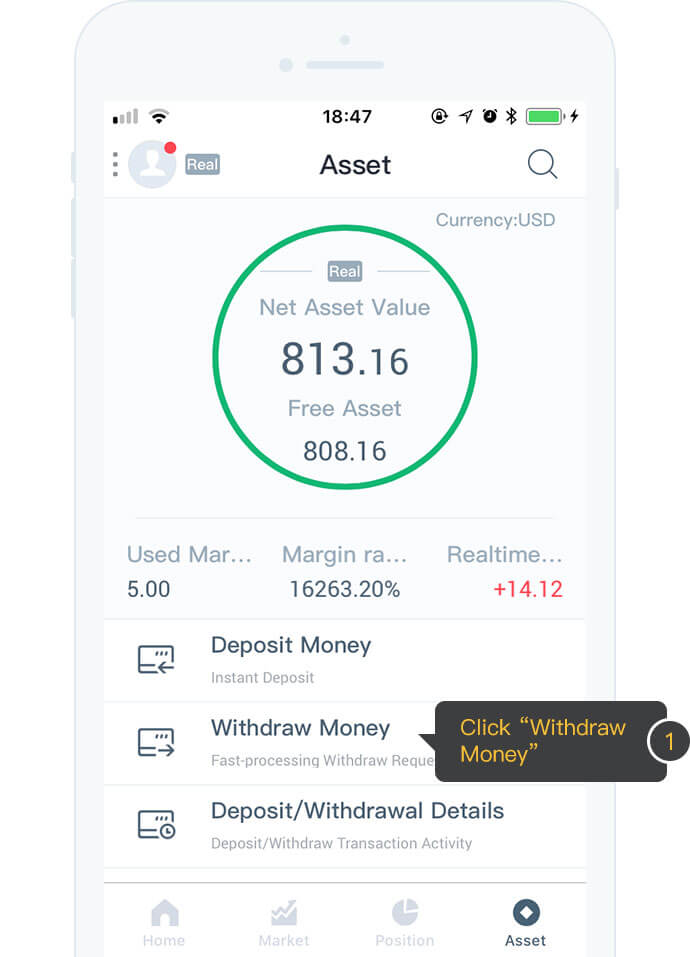 18:47
Real
Asset
Currency:USD
Real
Net Asset Value
813.16
Free Asset
808.16
Used Mar... Margin ra... Realtime...
5.00 16263.20% +14.12
Deposit Money
Instant Deposit
Withdraw Money
Fast-processing Withdraw Reque
Click “Withdraw
Money”
1
Deposit/Withdrawal Details
Deposit/Withdraw Transaction Activity
Home Market Position Asset